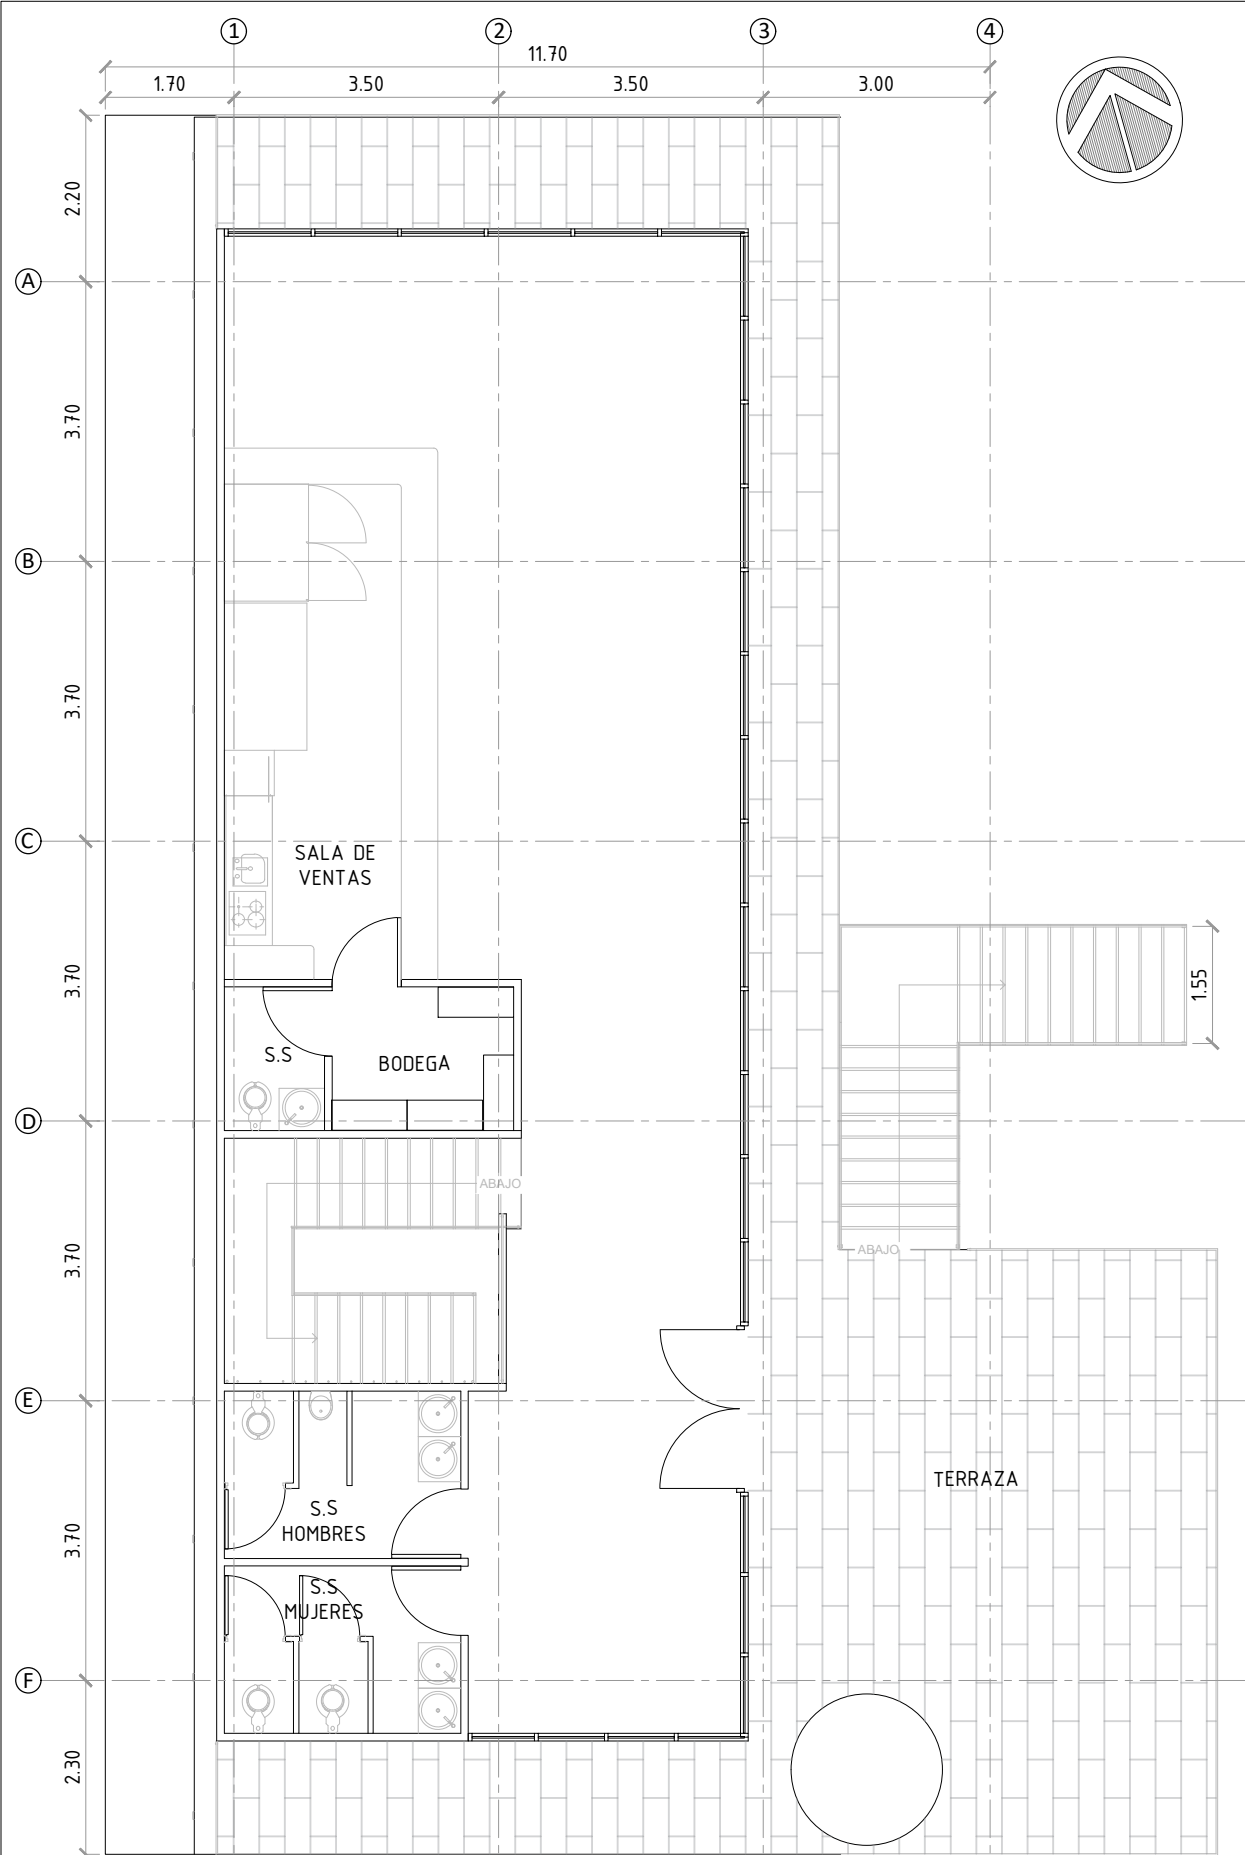 1
2
3
4
11.70
1.70
3.50
3.50
3.00
2.20
A
3.70
B
3.70
C
SALA DE
VENTAS
3.70
1.55
S.S
BODEGA
D
ABAJO
3.70
ABAJO
E
TERRAZA
S.S
HOMBRES
3.70
S.S
MUJERES
F
2.30